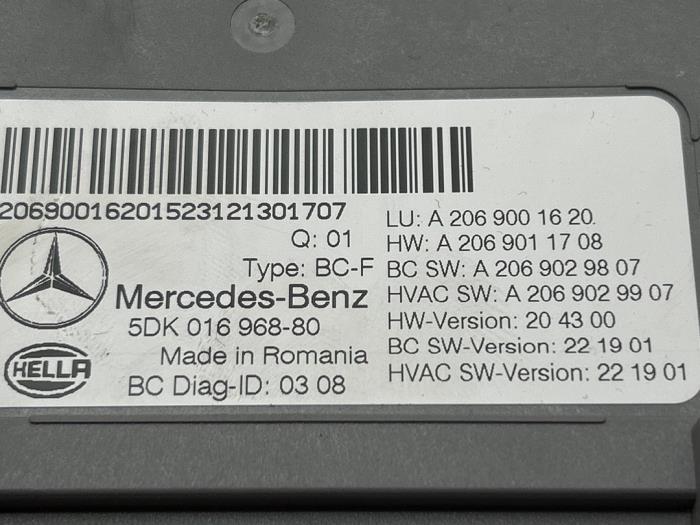 20690016201523121301707
Q: 01
Type: BC-F
Mercedes-Benz
5DK 016 968-80
Made in Romania
HELLA
BC Diag-ID: 03 08
LU: A 206 900 16 20
HW: A 206 901 17 08
BC SW: A 206 902 98 07
HVAC SW: A 206 902 99 07
HW-Version: 20 43 00
BC SW-Version: 22 19 01
HVAC SW-Version: 22 19 01